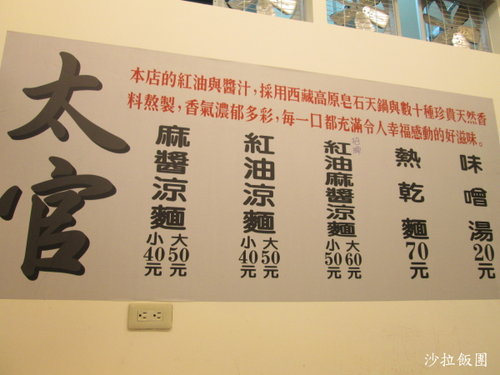 太官
本店的紅油與醬汁，採用西藏高原皂石天鍋與數十種珍貴天然香
料熬製，香氣濃郁多彩，每一口都充滿令人幸福感動的好滋味。
麻醬涼麵
小40元
大50元
紅油涼麵
小40元
大50元
招牌
紅油麻醬涼麵
小50元
大60元
熱乾麵
70元
味噌湯
20元
沙拉飯團